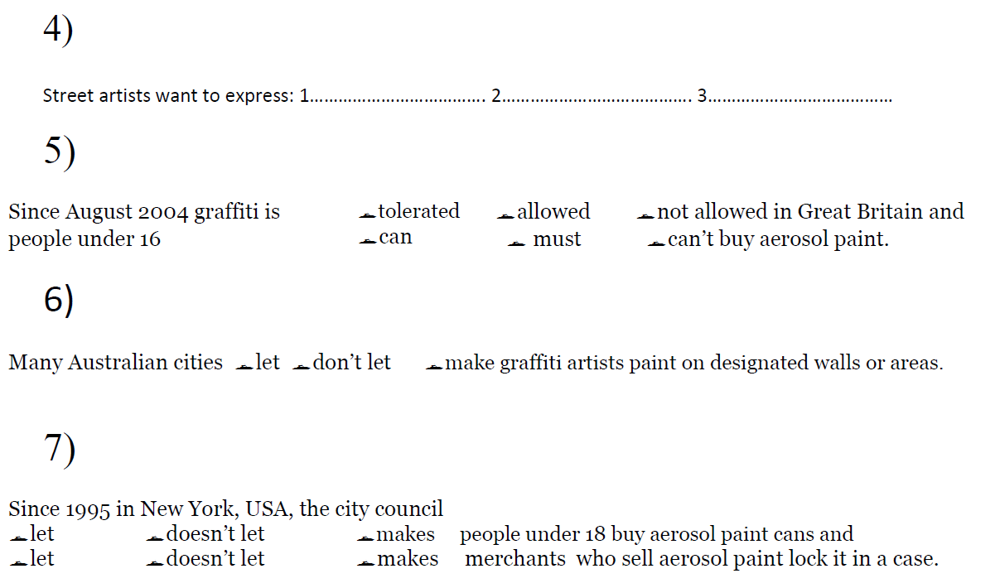 4)
Street artists want to express: 1………………………………. 2…………………………………. 3…………………………………
5)
Since August 2004 graffiti is tolerated allowed not allowed in Great Britain and
people under 16 can must can’t buy aerosol paint.
6)
Many Australian cities let don’t let make graffiti artists paint on designated walls or areas.
7)
Since 1995 in New York, USA, the city council
let doesn’t let makes people under 18 buy aerosol paint cans and
let doesn’t let makes merchants who sell aerosol paint lock it in a case.